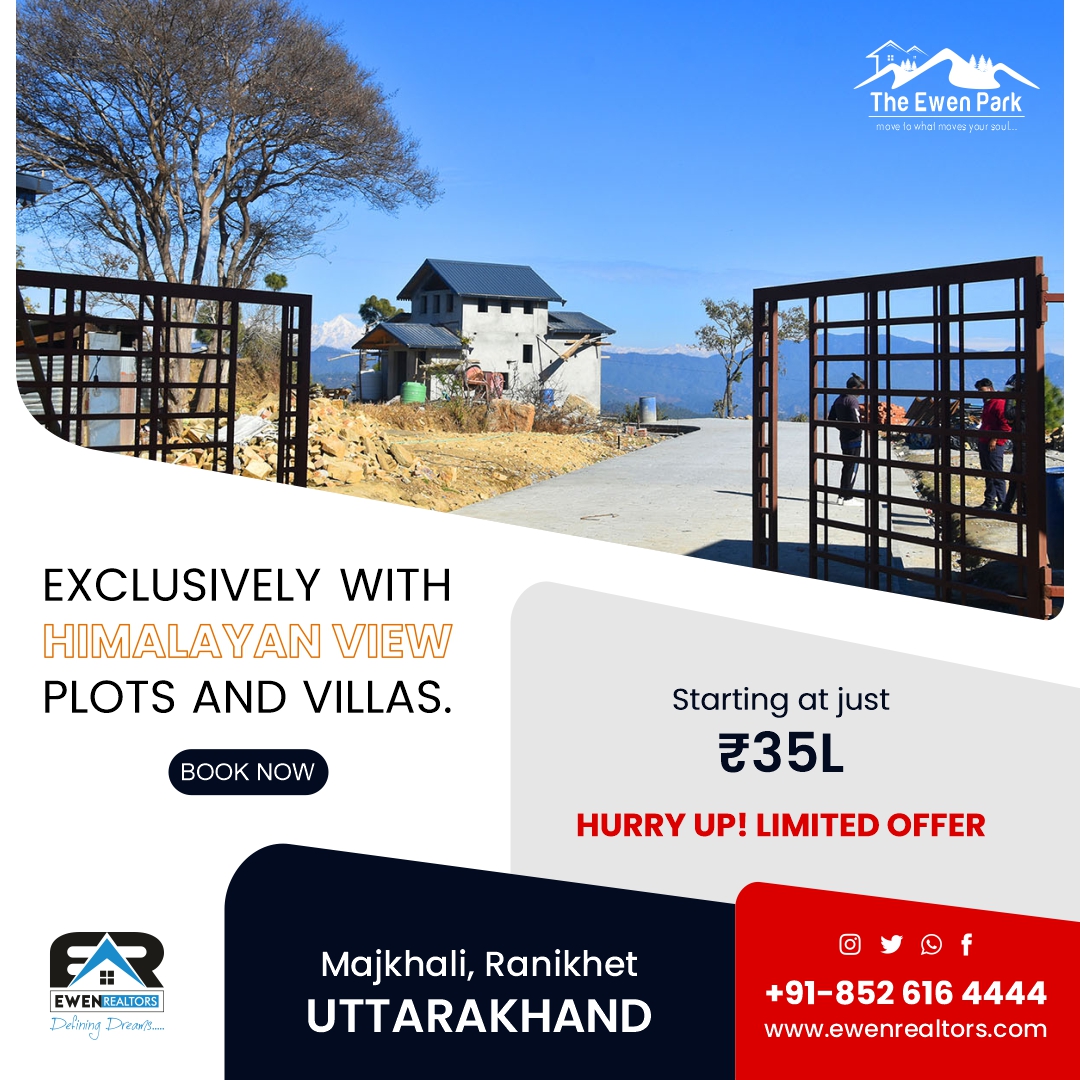 The Ewen Park
move to what moves your soul...
EXCLUSIVELY WITH
HIMALAYAN VIEW
PLOTS AND VILLAS.
BOOK NOW
Starting at just
₹35L
HURRY UP! LIMITED OFFER
ER
EWENREALTORS
Defining Dreams.....
Majkhali, Ranikhet
UTTARAKHAND
+91-852 616 4444
www.ewenrealtors.com